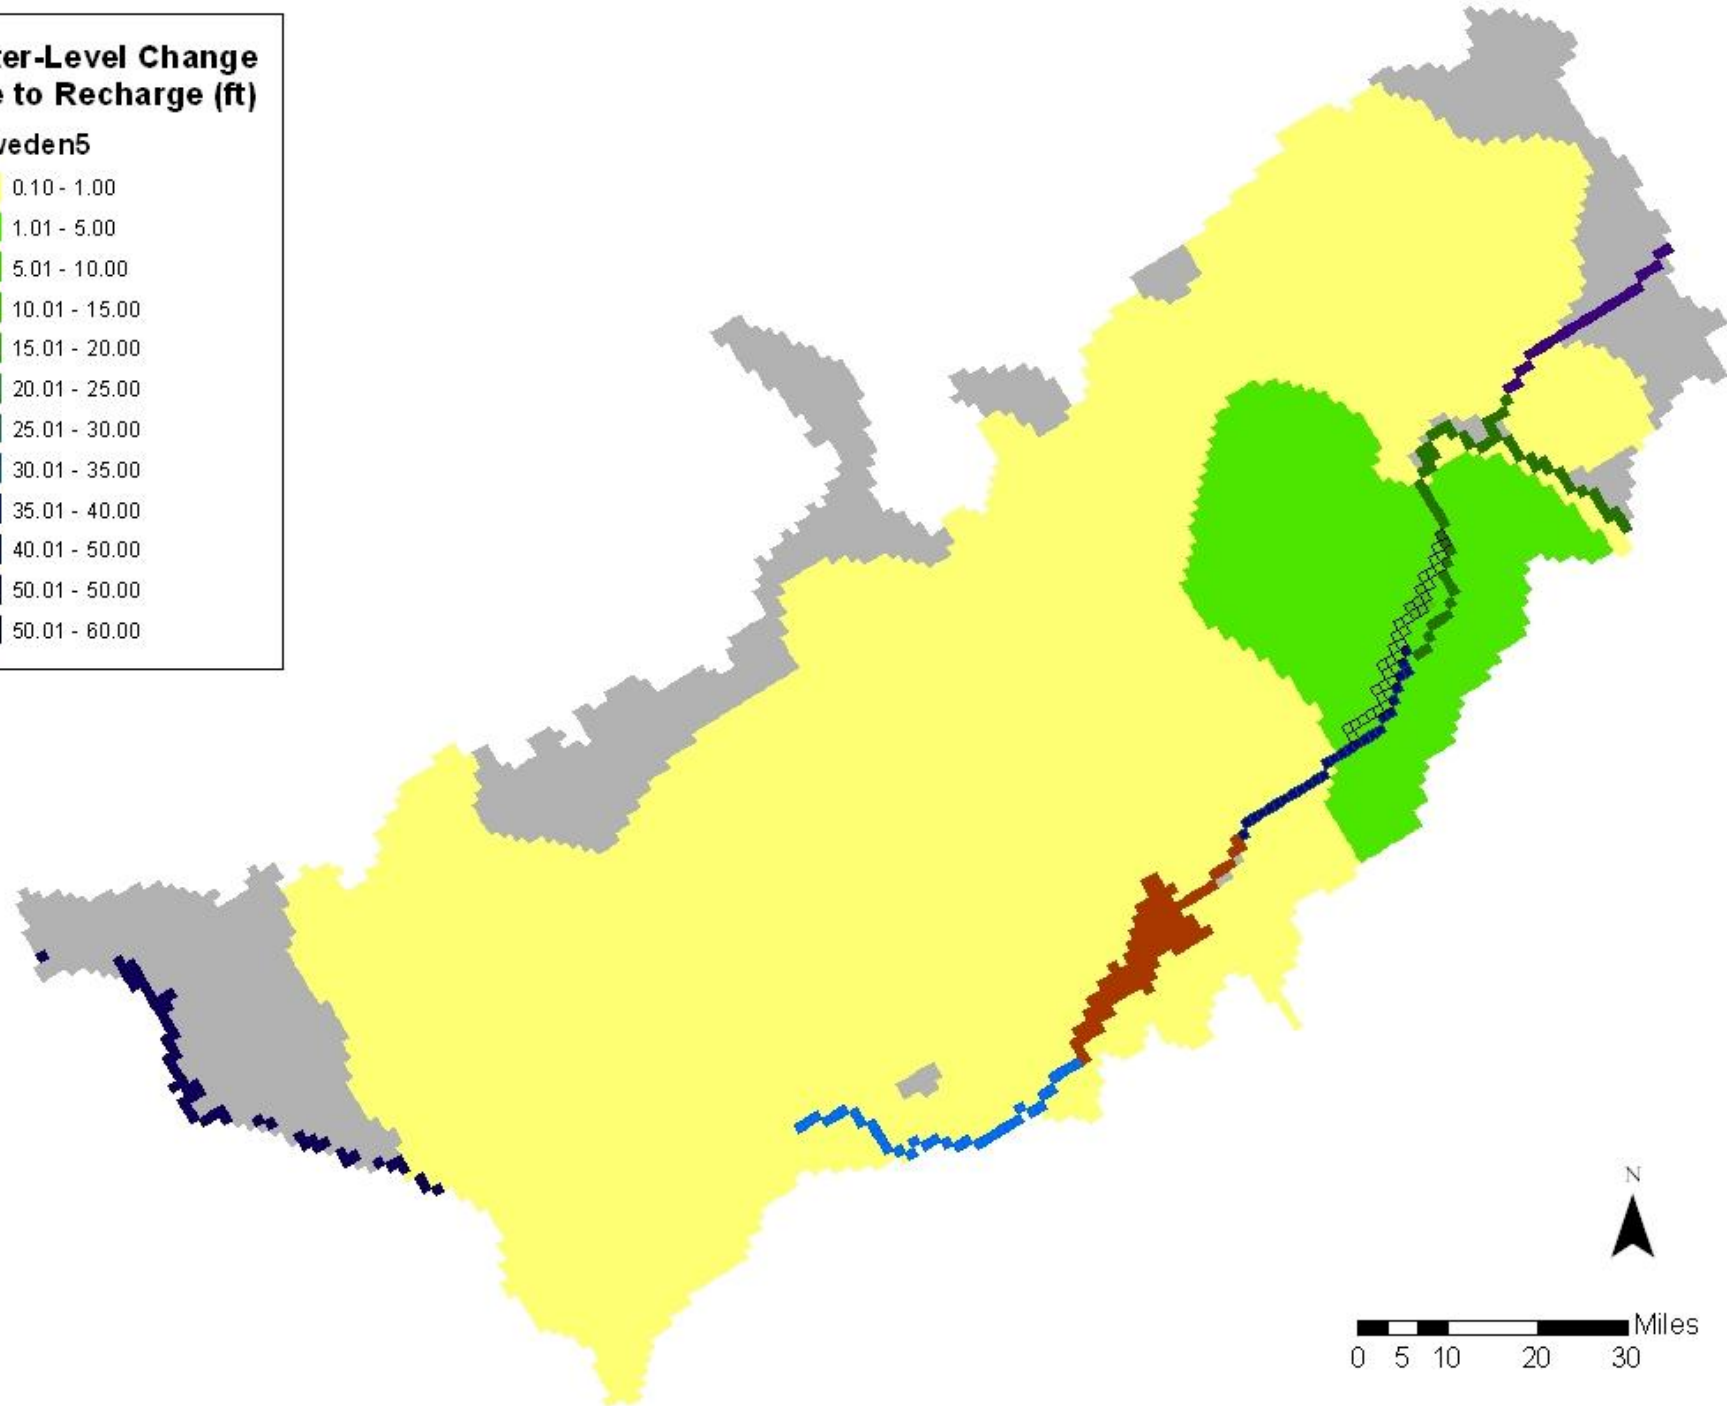 ter-Level Change
e to Recharge (ft)
weden5
0.10 - 1.00
1.01 - 5.00
5.01 - 10.00
10.01 - 15.00
15.01 - 20.00
20.01 - 25.00
25.01 - 30.00
30.01 - 35.00
35.01 - 40.00
40.01 - 50.00
50.01 - 50.00
50.01 - 60.00
N
Miles
0 5 10 20 30